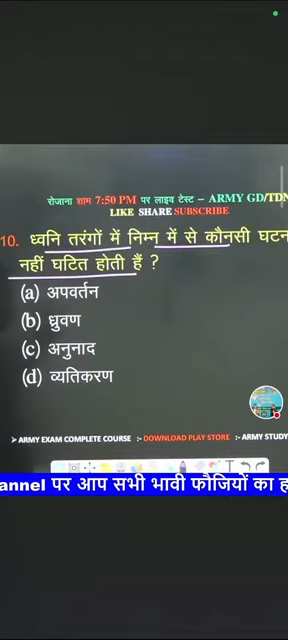 रोजाना शाम 7:50 PM पर लाइव टेस्ट – ARMY GD/TDN
LIKE SHARE SUBSCRIBE
10. ध्वनि तरंगों में निम्न में से कौनसी घटन
नहीं घटित होती हैं ?
(a) अपवर्तन
(b) ध्रुवण
(c) अनुनाद
(d) व्यतिकरण
➢ ARMY EXAM COMPLETE COURSE :- DOWNLOAD PLAY STORE :- ARMY STUDY
annel पर आप सभी भावी फौजियों का ह